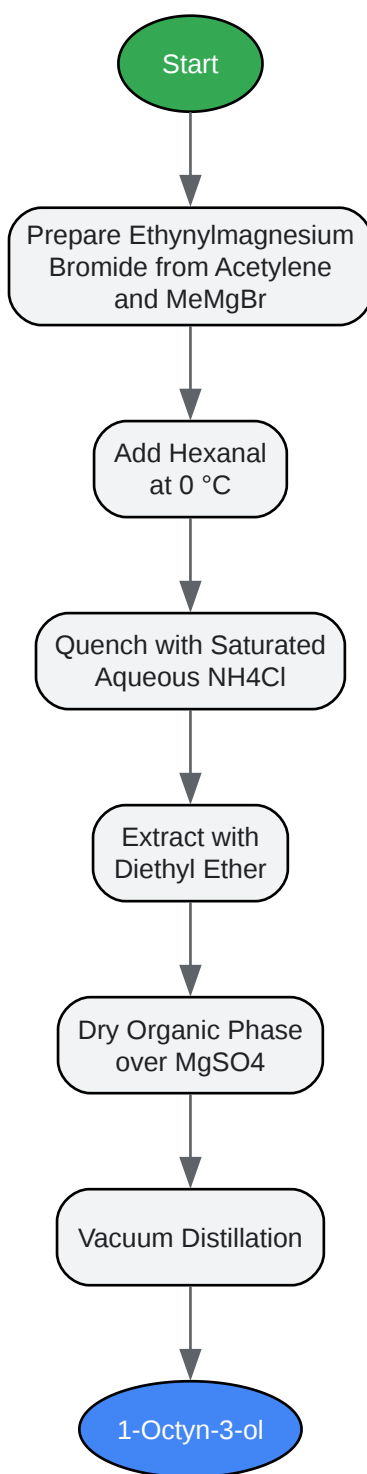 Start
Prepare Ethynylmagnesium
Bromide from Acetylene
and MeMgBr
Add Hexanal
at 0 °C
Quench with Saturated
Aqueous NH4Cl
Extract with
Diethyl Ether
Dry Organic Phase
over MgSO4
Vacuum Distillation
1-Octyn-3-ol